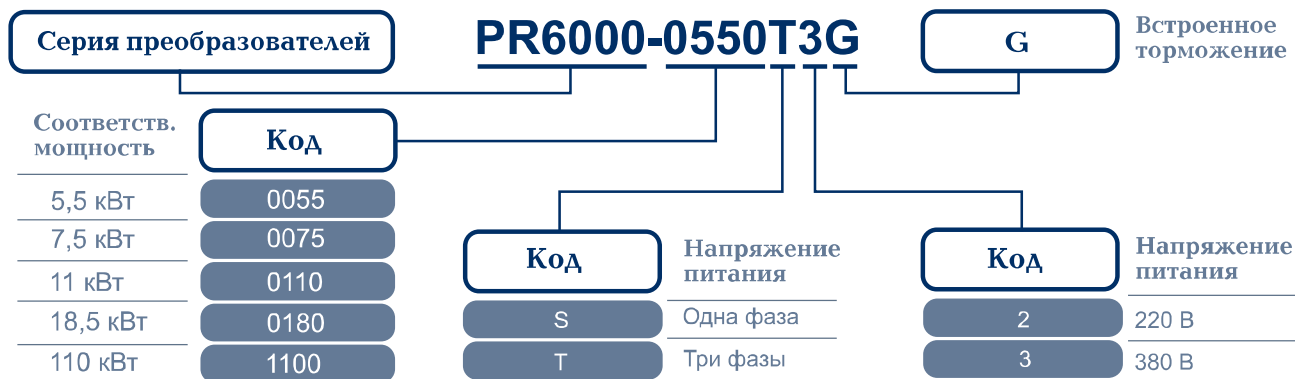 Серия преобразователей
PR6000-0550T3G
G
Встроенное
торможение
Соответств.
мощность
Код
5,5 кВт
0055
7,5 кВт
0075
11 кВт
0110
18,5 кВт
0180
110 кВт
1100
Код
Напряжение
питания
S
Одна фаза
T
Три фазы
Код
Напряжение
питания
2
220 В
3
380 В